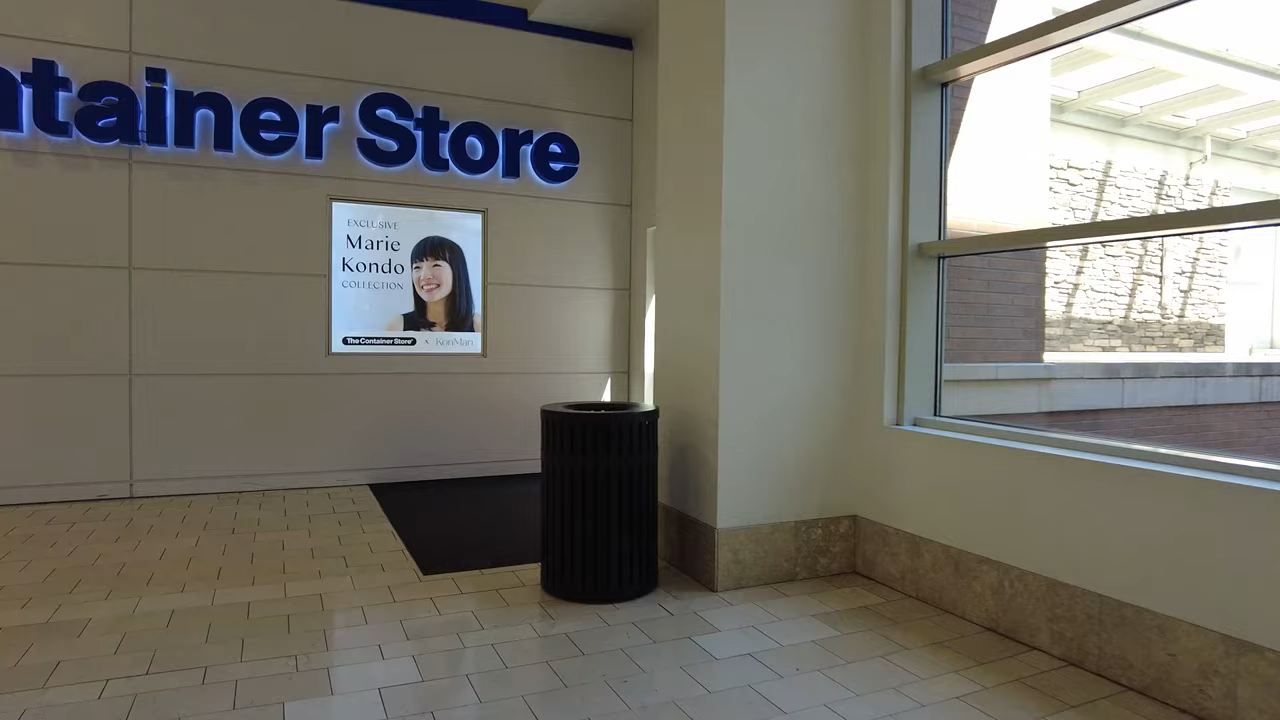 ntainer Store
EXCLUSIVE
Marie
Kondo
COLLECTION
The Container Store® x KonMari